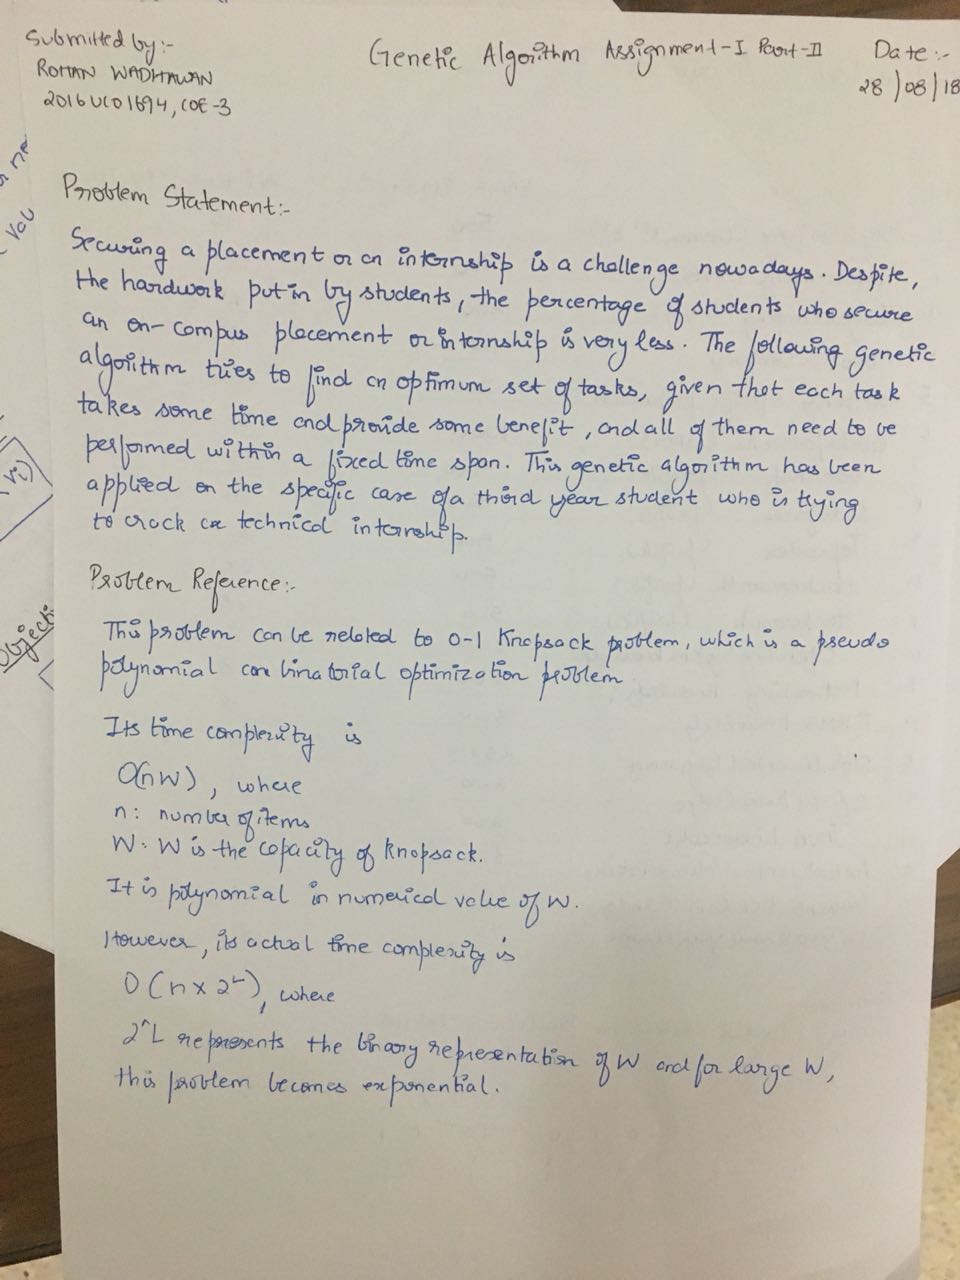 Submitted by:-
ROHAN WADHAWAN
2016UCO1694, COE-3
Genetic Algorithm Assignment-I Part-II
Date:-
28/08/18
Problem Statement:-
Securing a placement or an internship is a challenge nowadays. Despite,
the hardwork put in by students, the percentage of students who secure
an on-campus placement or internship is very less. The following genetic
algorithm tries to find an optimum set of tasks, given that each task
takes some time and provide some benefit, and all of them need to be
performed within a fixed time span. This genetic algorithm has been
applied on the specific case of a third year student who is trying
to crack a technical internship.
Problem Reference:-
This problem can be related to 0-1 Knapsack problem, which is a pseudo
polynomial combinatorial optimization problem
Its time complexity is
O(nW), where
n: number of items
W: W is the capacity of knapsack.
It is polynomial in numerical value of W.
However, its actual time complexity is
O(n x 2^L), where
2^L represents the binary representation of W and for large W,
this problem becomes exponential.
Vi)
Objecti